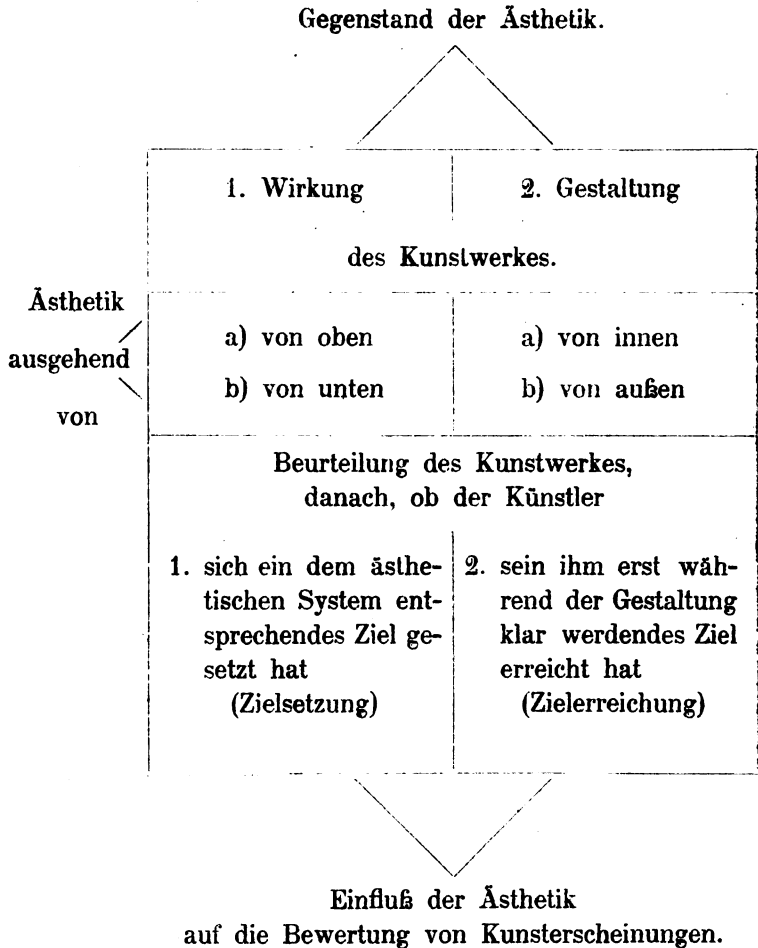 Gegenstand der Ästhetik.
1. Wirkung
2. Gestaltung
des Kunstwerkes.
Ästhetik
ausgehend
von
a) von oben
b) von unten
a) von innen
b) von außen
Beurteilung des Kunstwerkes,
danach, ob der Künstler
1. sich ein dem ästhe-
tischen System ent-
sprechendes Ziel ge-
setzt hat
(Zielsetzung)
2. sein ihm erst wäh-
rend der Gestaltung
klar werdendes Ziel
erreicht hat
(Zielerreichung)
Einfluß der Ästhetik
auf die Bewertung von Kunsterscheinungen.